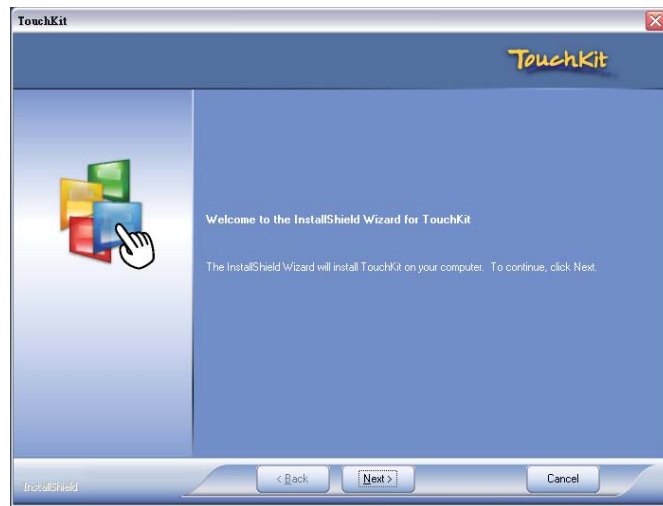 TouchKit
TouchKit
Welcome to the InstallShield Wizard for TouchKit
The InstallShield Wizard will install TouchKit on your computer. To continue, click Next.
InstallShield
< Back
Next >
Cancel